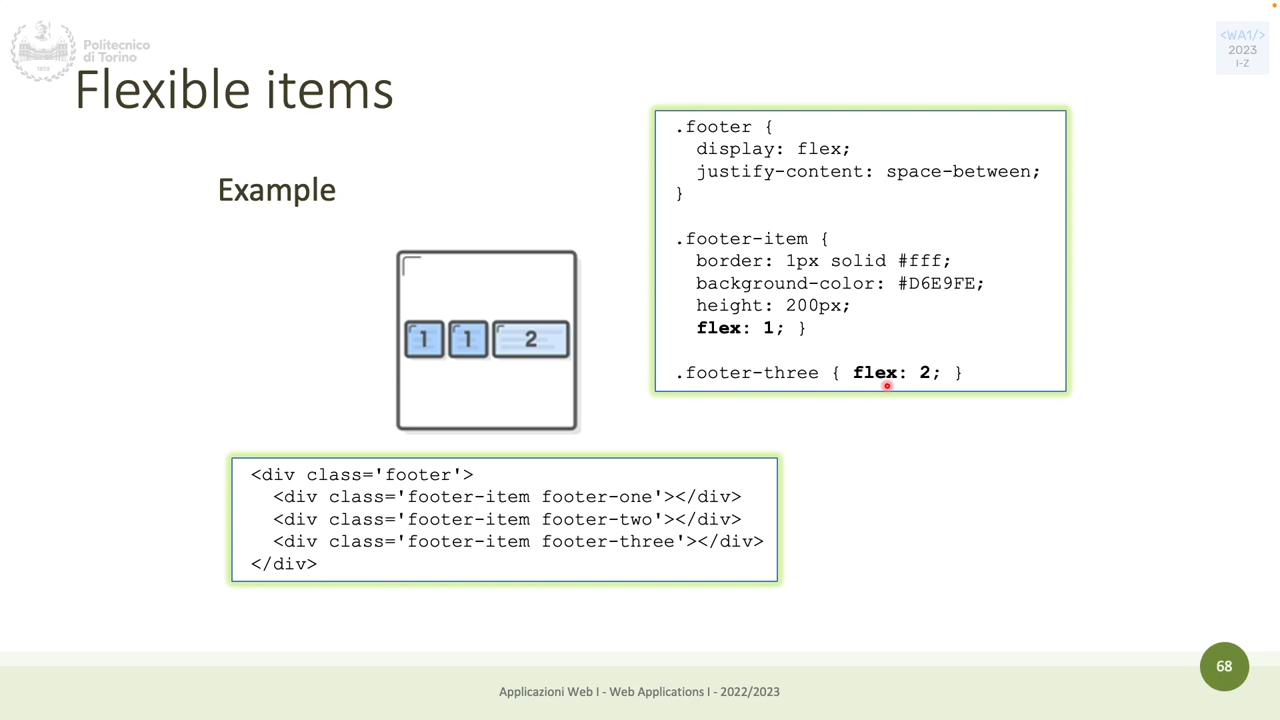 Politecnico
di Torino
1859
<WA1/>
2023
I-Z
Flexible items
Example
.footer {
display: flex;
justify-content: space-between;
}
.footer-item {
border: 1px solid #fff;
background-color: #D6E9FE;
height: 200px;
flex: 1; }
.footer-three { flex: 2; }
1 1 2
<div class='footer'>
<div class='footer-item footer-one'></div>
<div class='footer-item footer-two'></div>
<div class='footer-item footer-three'></div>
</div>
Applicazioni Web I - Web Applications I - 2022/2023
68